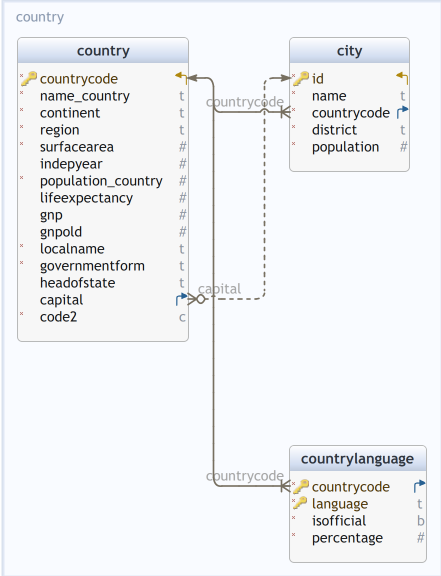 country
country
countrycode
name_country t
continent t
region t
surfacearea #
indepyear #
population_country #
lifeexpectancy #
gnp #
gnpold #
localname t
governmentform t
headofstate t
capital
code2 c
countrycode
capital
city
id
name t
countrycode
district t
population #
countrycode
countrylanguage
countrycode
language t
isofficial b
percentage #